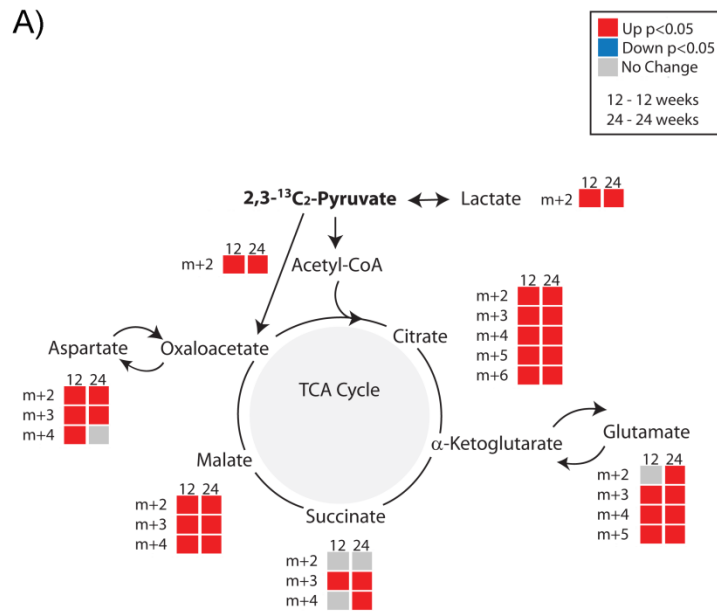 A)
Up p<0.05
Down p<0.05
No Change
12 - 12 weeks
24 - 24 weeks
2,3-¹³C₂-Pyruvate
Lactate
12 24
m+2
12 24
m+2
Acetyl-CoA
12 24
m+2
m+3
m+4
m+5
m+6
Citrate
Aspartate
Oxaloacetate
12 24
m+2
m+3
m+4
TCA Cycle
α-Ketoglutarate
Glutamate
12 24
m+2
m+3
m+4
m+5
Malate
12 24
m+2
m+3
m+4
Succinate
12 24
m+2
m+3
m+4